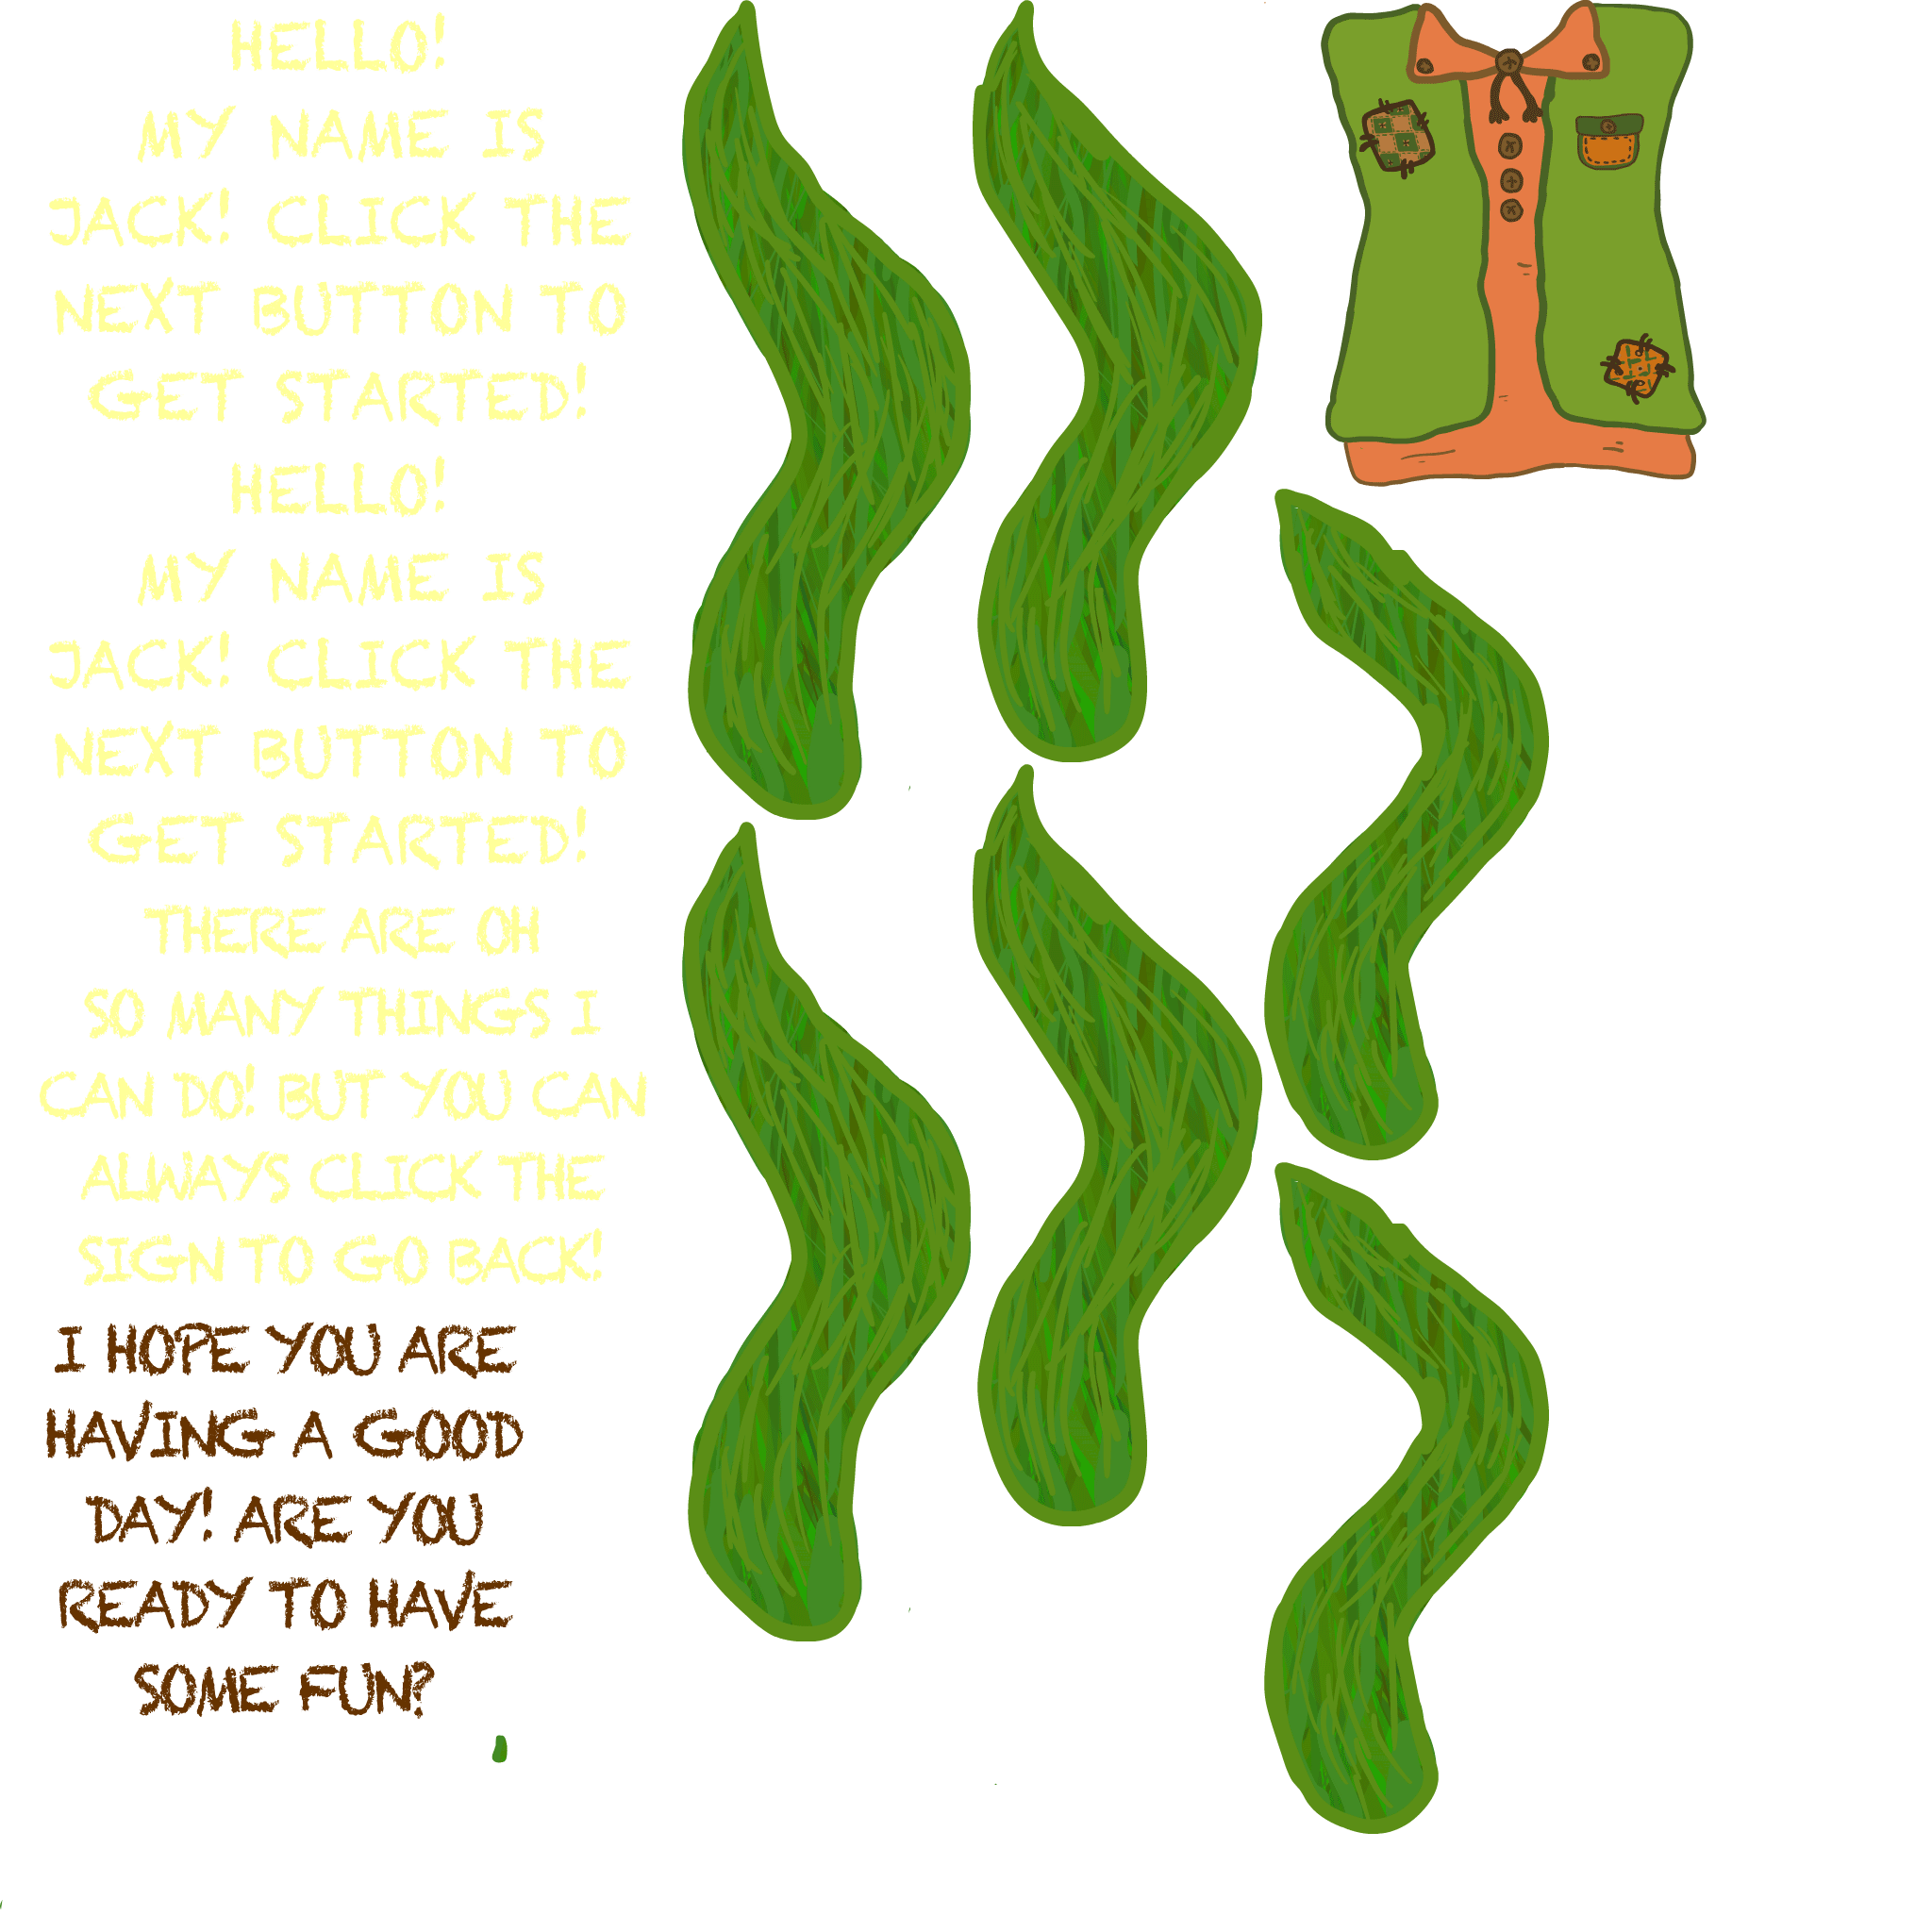 HELLO!
MY NAME IS
JACK! CLICK THE
NEXT BUTTON TO
GET STARTED!
HELLO!
MY NAME IS
JACK! CLICK THE
NEXT BUTTON TO
GET STARTED!
THERE ARE OH
SO MANY THINGS I
CAN DO! BUT YOU CAN
ALWAYS CLICK THE
SIGN TO GO BACK!
I HOPE YOU ARE
HAVING A GOOD
DAY! ARE YOU
READY TO HAVE
SOME FUN?